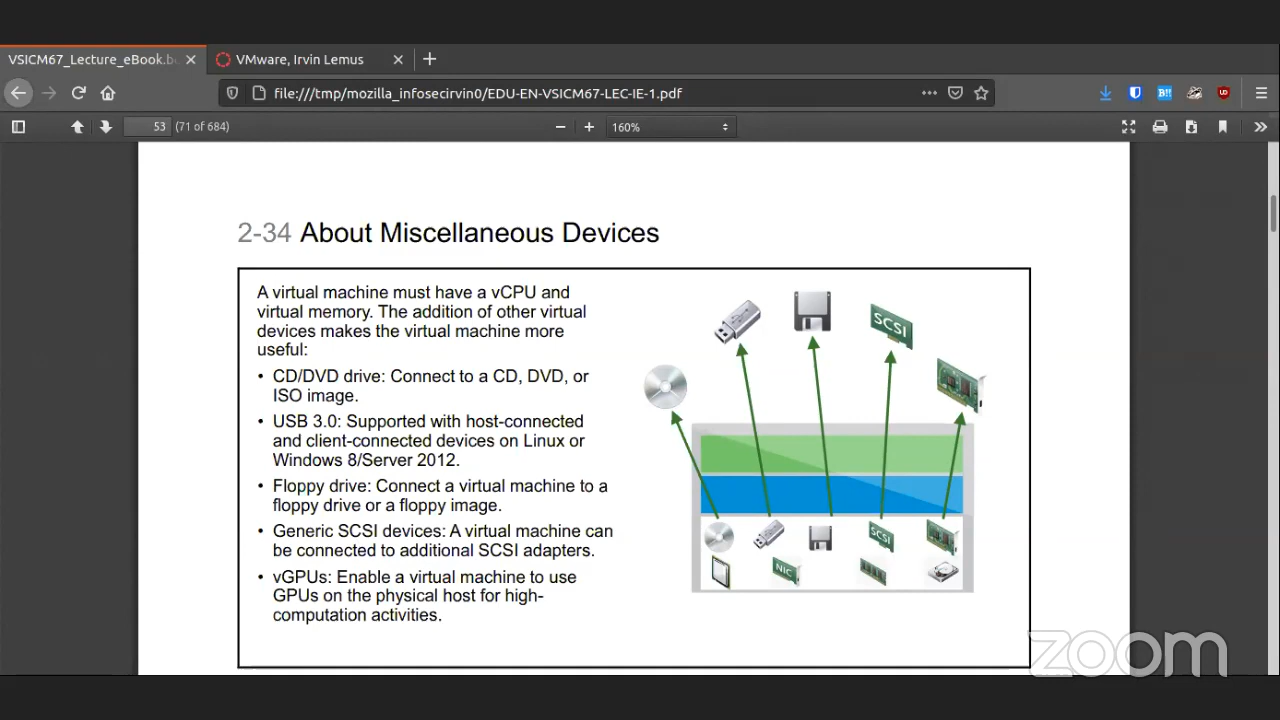 VSICM67_Lecture_eBook.bu
VMware, Irvin Lemus
file:///tmp/mozilla_infosecirvin0/EDU-EN-VSICM67-LEC-IE-1.pdf
53 (71 of 684)
160%
2-34 About Miscellaneous Devices
A virtual machine must have a vCPU and
virtual memory. The addition of other virtual
devices makes the virtual machine more
useful:
• CD/DVD drive: Connect to a CD, DVD, or
ISO image.
• USB 3.0: Supported with host-connected
and client-connected devices on Linux or
Windows 8/Server 2012.
• Floppy drive: Connect a virtual machine to a
floppy drive or a floppy image.
• Generic SCSI devices: A virtual machine can
be connected to additional SCSI adapters.
• vGPUs: Enable a virtual machine to use
GPUs on the physical host for high-
computation activities.
SCSI
SCSI
NIC
zoom